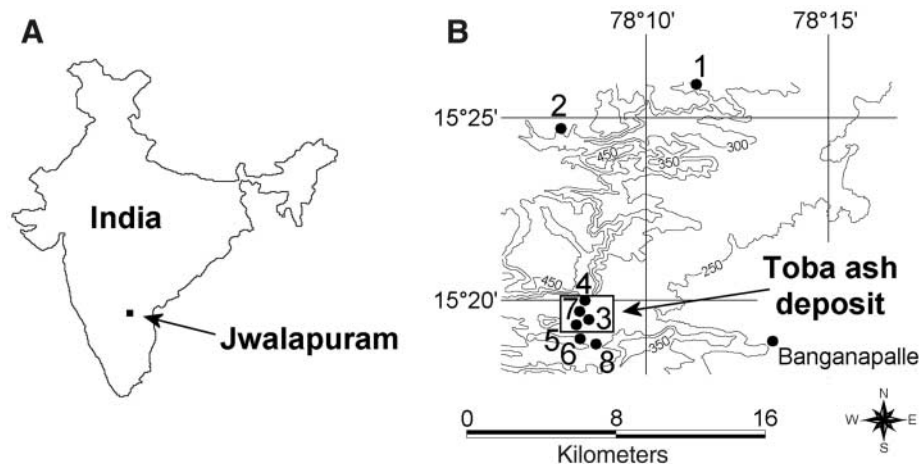 A
India
Jwalapuram
B
78°10'
78°15'
1
15°25'
2
450
350
300
250
Toba ash
deposit
450
15°20'
4
7
3
5
6
8
350
Banganapalle
0
8
16
Kilometers
N
W
E
S